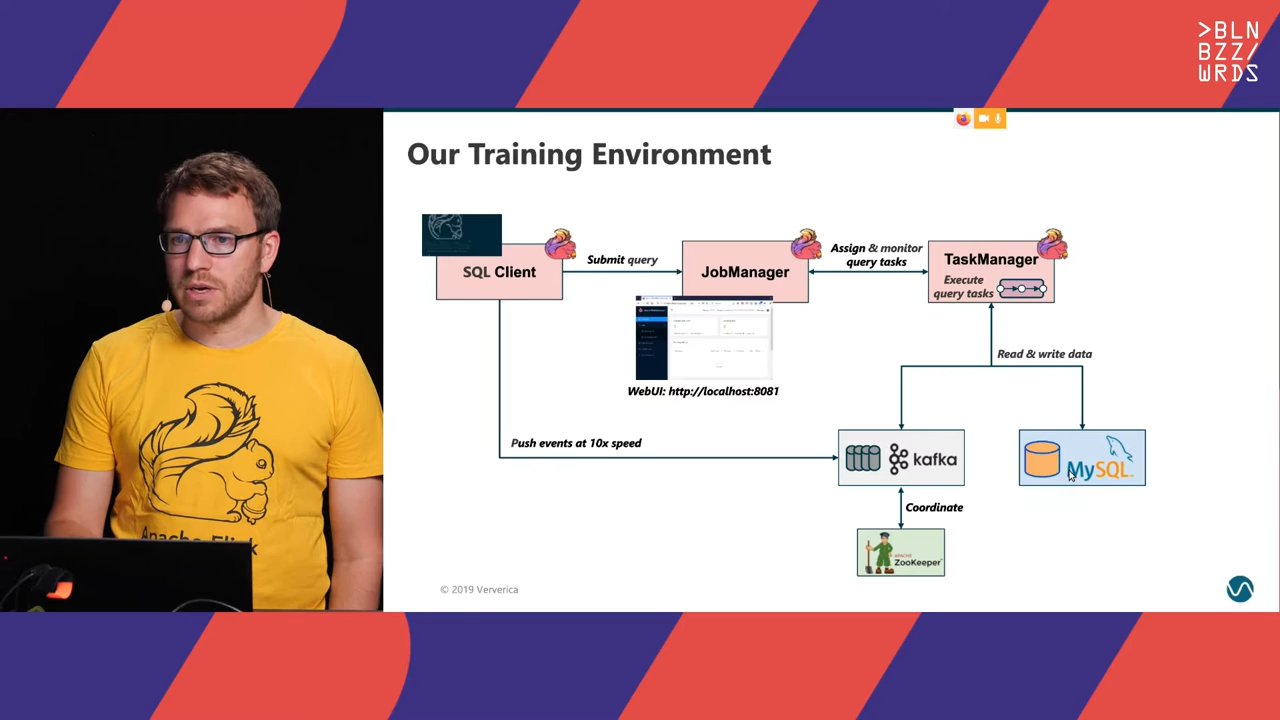 >BLN
BZZ/
WRDS
Our Training Environment
SQL Client
Submit query
JobManager
Assign & monitor
query tasks
TaskManager
Execute
query tasks
Read & write data
WebUI: http://localhost:8081
Push events at 10x speed
kafka
MySQL
Coordinate
APACHE
ZooKeeper
Apache Flink
© 2019 Ververica